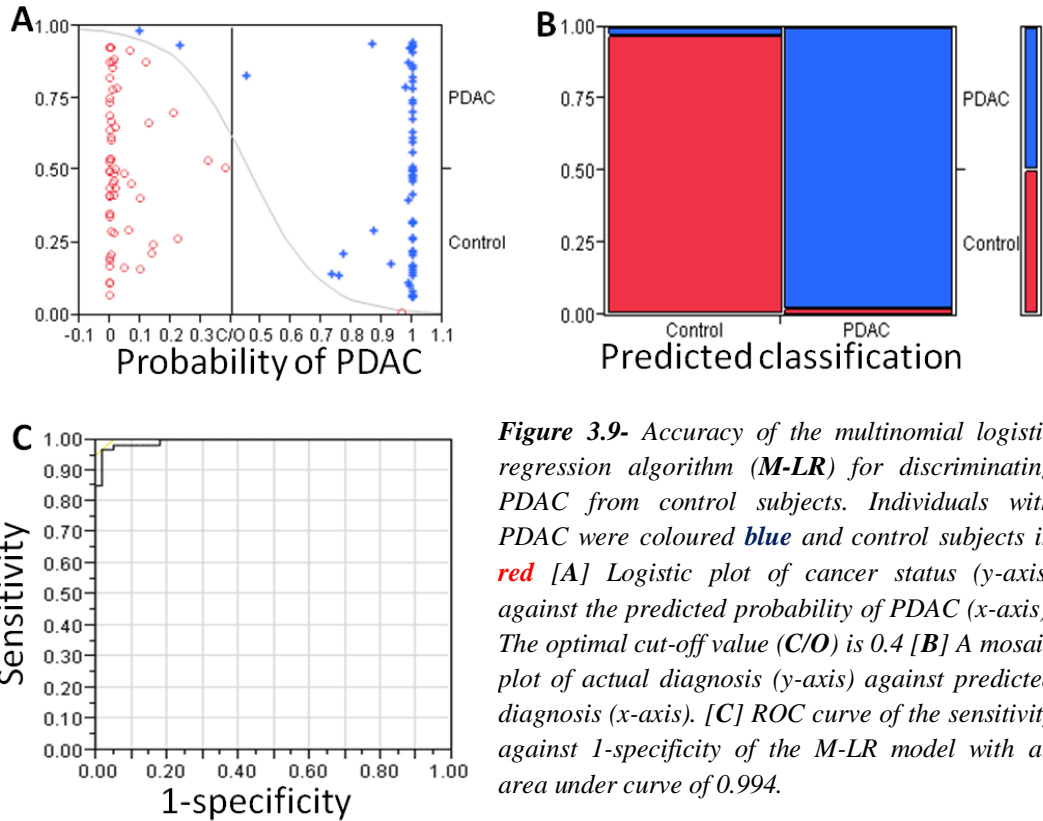 A
1.00
0.75
0.50
0.25
0.00
PDAC
Control
-0.1 0 0.1 0.2 0.3 0.5 0.6 0.7 0.8 0.9 1 1.1
Probability of PDAC
B
1.00
0.75
0.50
0.25
0.00
PDAC
Control
Control PDAC
Predicted classification
C
1.00
0.90
0.80
0.70
0.60
0.50
0.40
0.30
0.20
0.10
0.00
Sensitivity
0.00 0.20 0.40 0.60 0.80 1.00
1-specificity
Figure 3.9- Accuracy of the multinomial logisti
regression algorithm (M-LR) for discriminating
PDAC from control subjects. Individuals with
PDAC were coloured blue and control subjects i
red [A] Logistic plot of cancer status (y-axis
against the predicted probability of PDAC (x-axis)
The optimal cut-off value (C/O) is 0.4 [B] A mosai
plot of actual diagnosis (y-axis) against predicte
diagnosis (x-axis). [C] ROC curve of the sensitivit
against 1-specificity of the M-LR model with a
area under curve of 0.994.